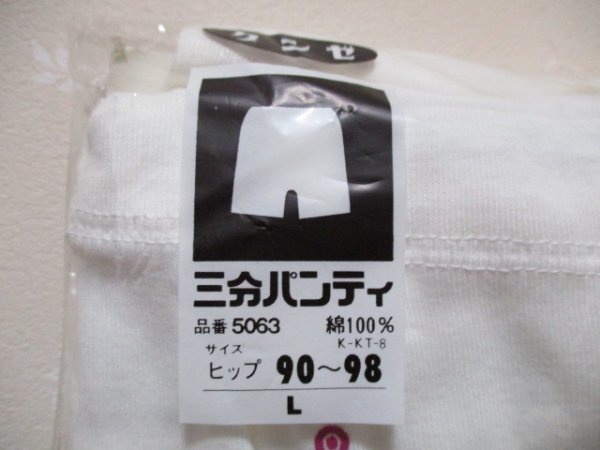 グンゼ
三分パンティ
品番 5063 綿100%
K-KT-8
サイズ
ヒップ 90～98
L